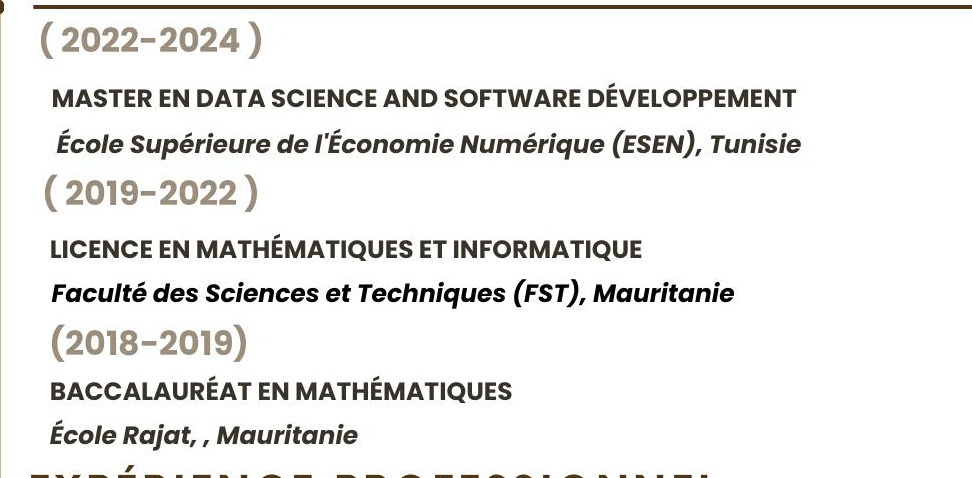 ( 2022-2024 )
MASTER EN DATA SCIENCE AND SOFTWARE DÉVELOPPEMENT
École Supérieure de l'Économie Numérique (ESEN), Tunisie
( 2019-2022 )
LICENCE EN MATHÉMATIQUES ET INFORMATIQUE
Faculté des Sciences et Techniques (FST), Mauritanie
(2018-2019)
BACCALAURÉAT EN MATHÉMATIQUES
École Rajat, , Mauritanie